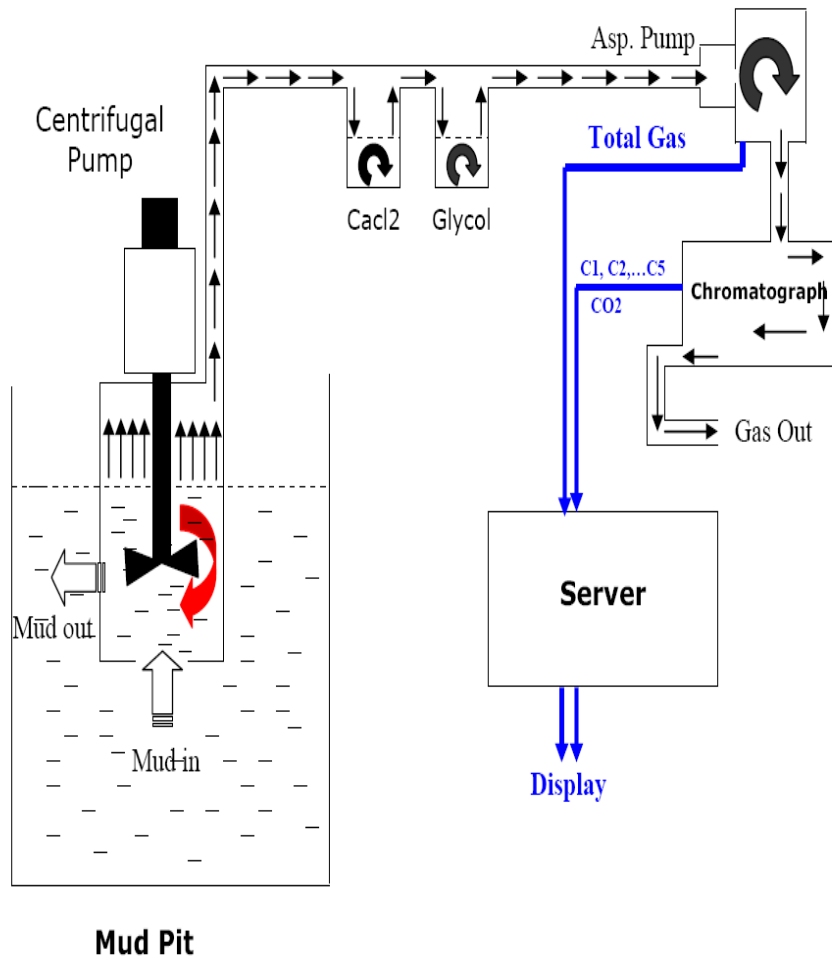 Asp. Pump
Centrifugal
Pump
Total Gas
Cacl2
Glycol
C1, C2,...C5
CO2
Chromatograph
Gas Out
Server
Mud out
Mud in
Display
Mud Pit